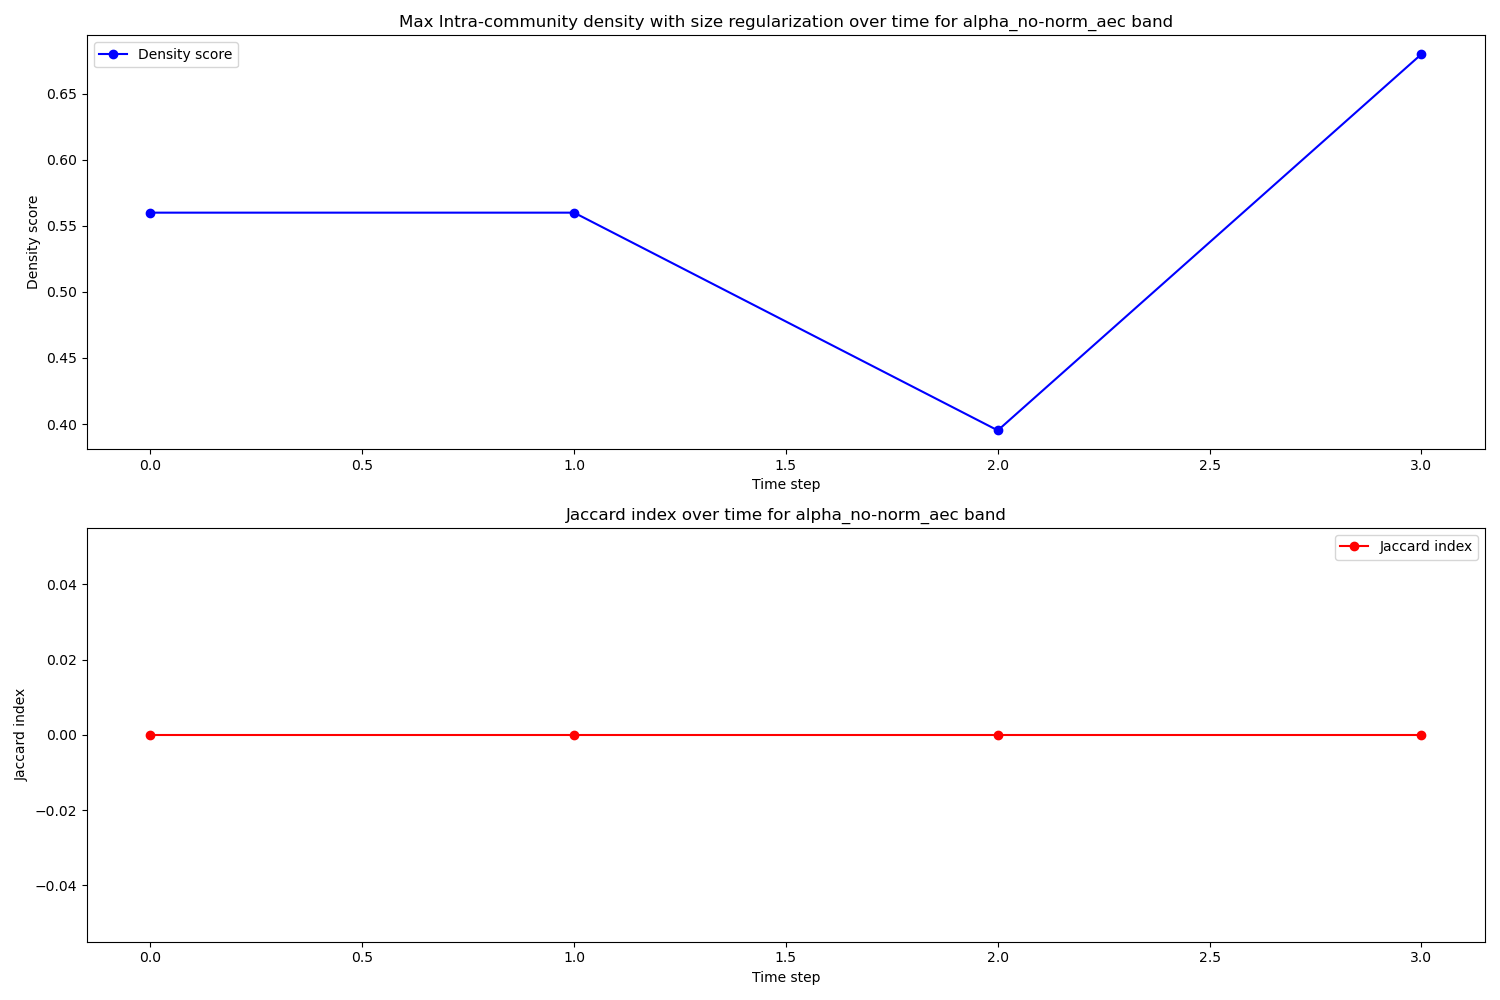 Max Intra-community density with size regularization over time for alpha_no-norm_aec band
Density score
0.65
0.60
0.55
0.50
0.45
0.40
Density score
0.0 0.5 1.0 1.5 2.0 2.5 3.0
Time step
Jaccard index over time for alpha_no-norm_aec band
Jaccard index
0.04
0.02
0.00
−0.02
−0.04
Jaccard index
0.0 0.5 1.0 1.5 2.0 2.5 3.0
Time step